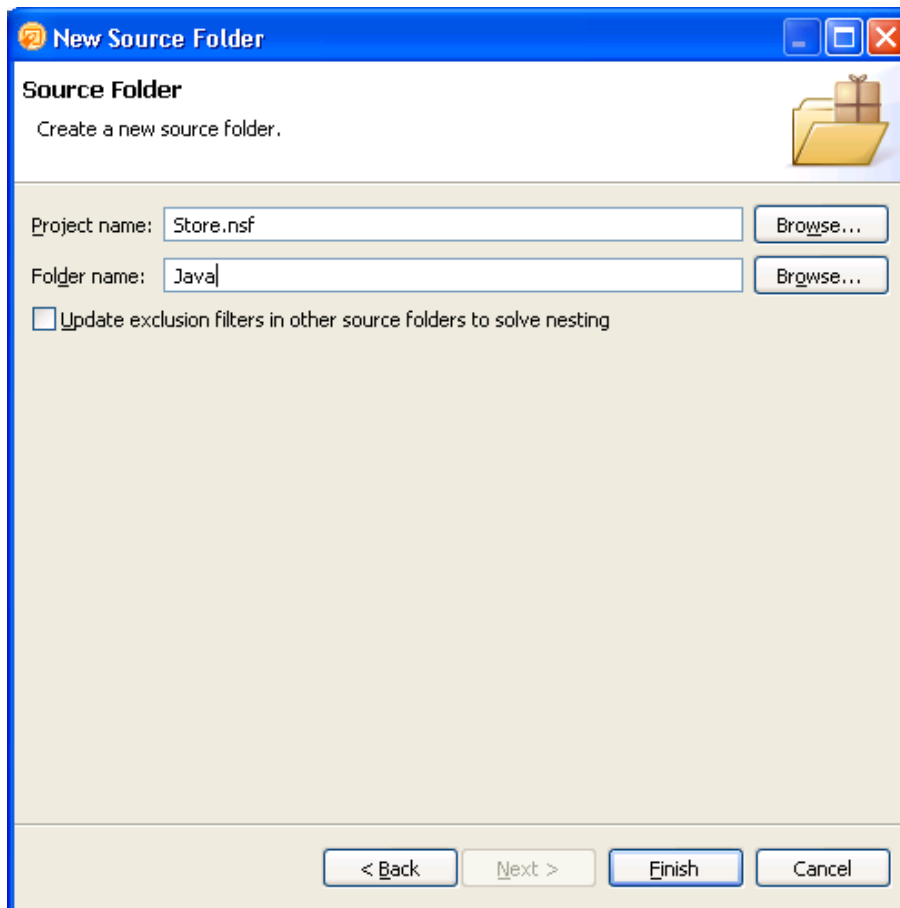 New Source Folder
Source Folder
Create a new source folder.
Project name: Store.nsf Browse...
Folder name: Java Browse...
Update exclusion filters in other source folders to solve nesting
< Back Next > Finish Cancel